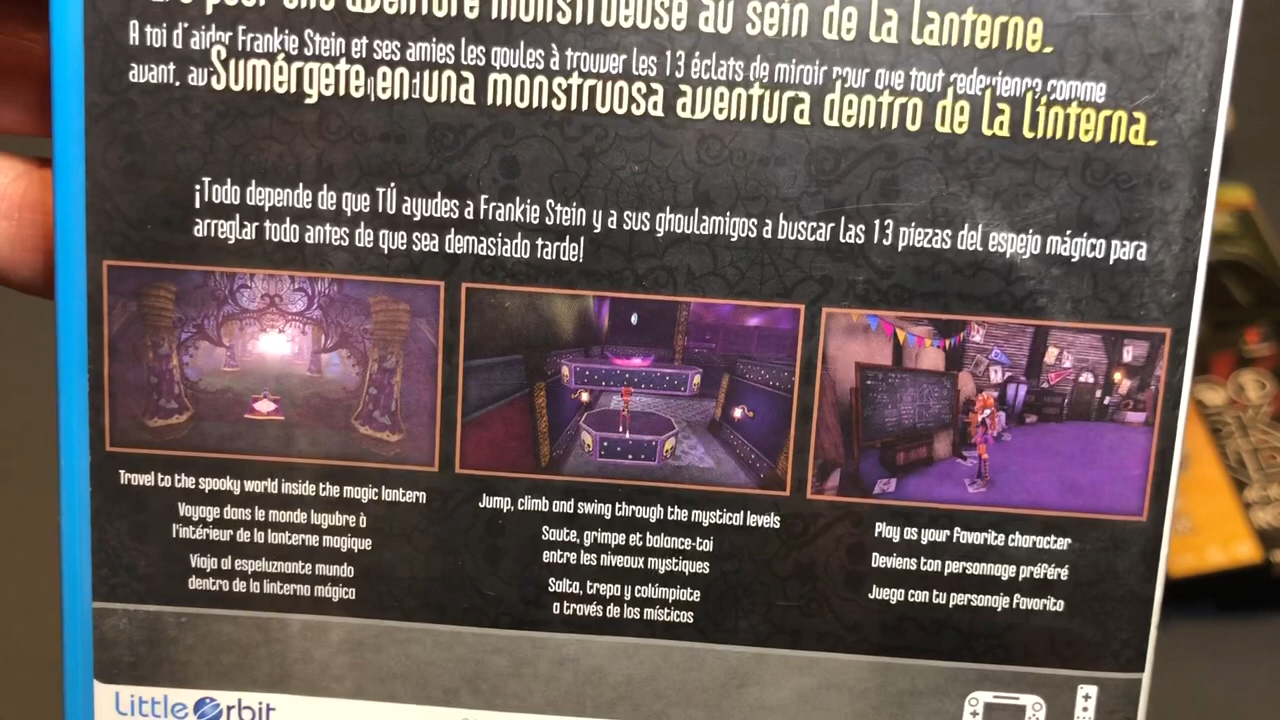 pour une aventure monstrueuse au sein de la lanterne.
A toi d'aider Frankie Stein et ses amies les goules à trouver les 13 éclats de miroir pour que tout redevienne comme
avant, av
Sumérgete en una monstruosa aventura dentro de la linterna.
¡Todo depende de que TÚ ayudes a Frankie Stein y a sus ghoulamigos a buscar las 13 piezas del espejo mágico para
arreglar todo antes de que sea demasiado tarde!
Travel to the spooky world inside the magic lantern
Voyage dans le monde lugubre à
l'intérieur de la lanterne magique
Viaja al espeluznante mundo
dentro de la linterna mágica
Jump, climb and swing through the mystical levels
Saute, grimpe et balance-toi
entre les niveaux mystiques
Salta, trepa y colúmpiate
a través de los místicos
Play as your favorite character
Deviens ton personnage préféré
Juega con tu personaje favorito
Little Orbit